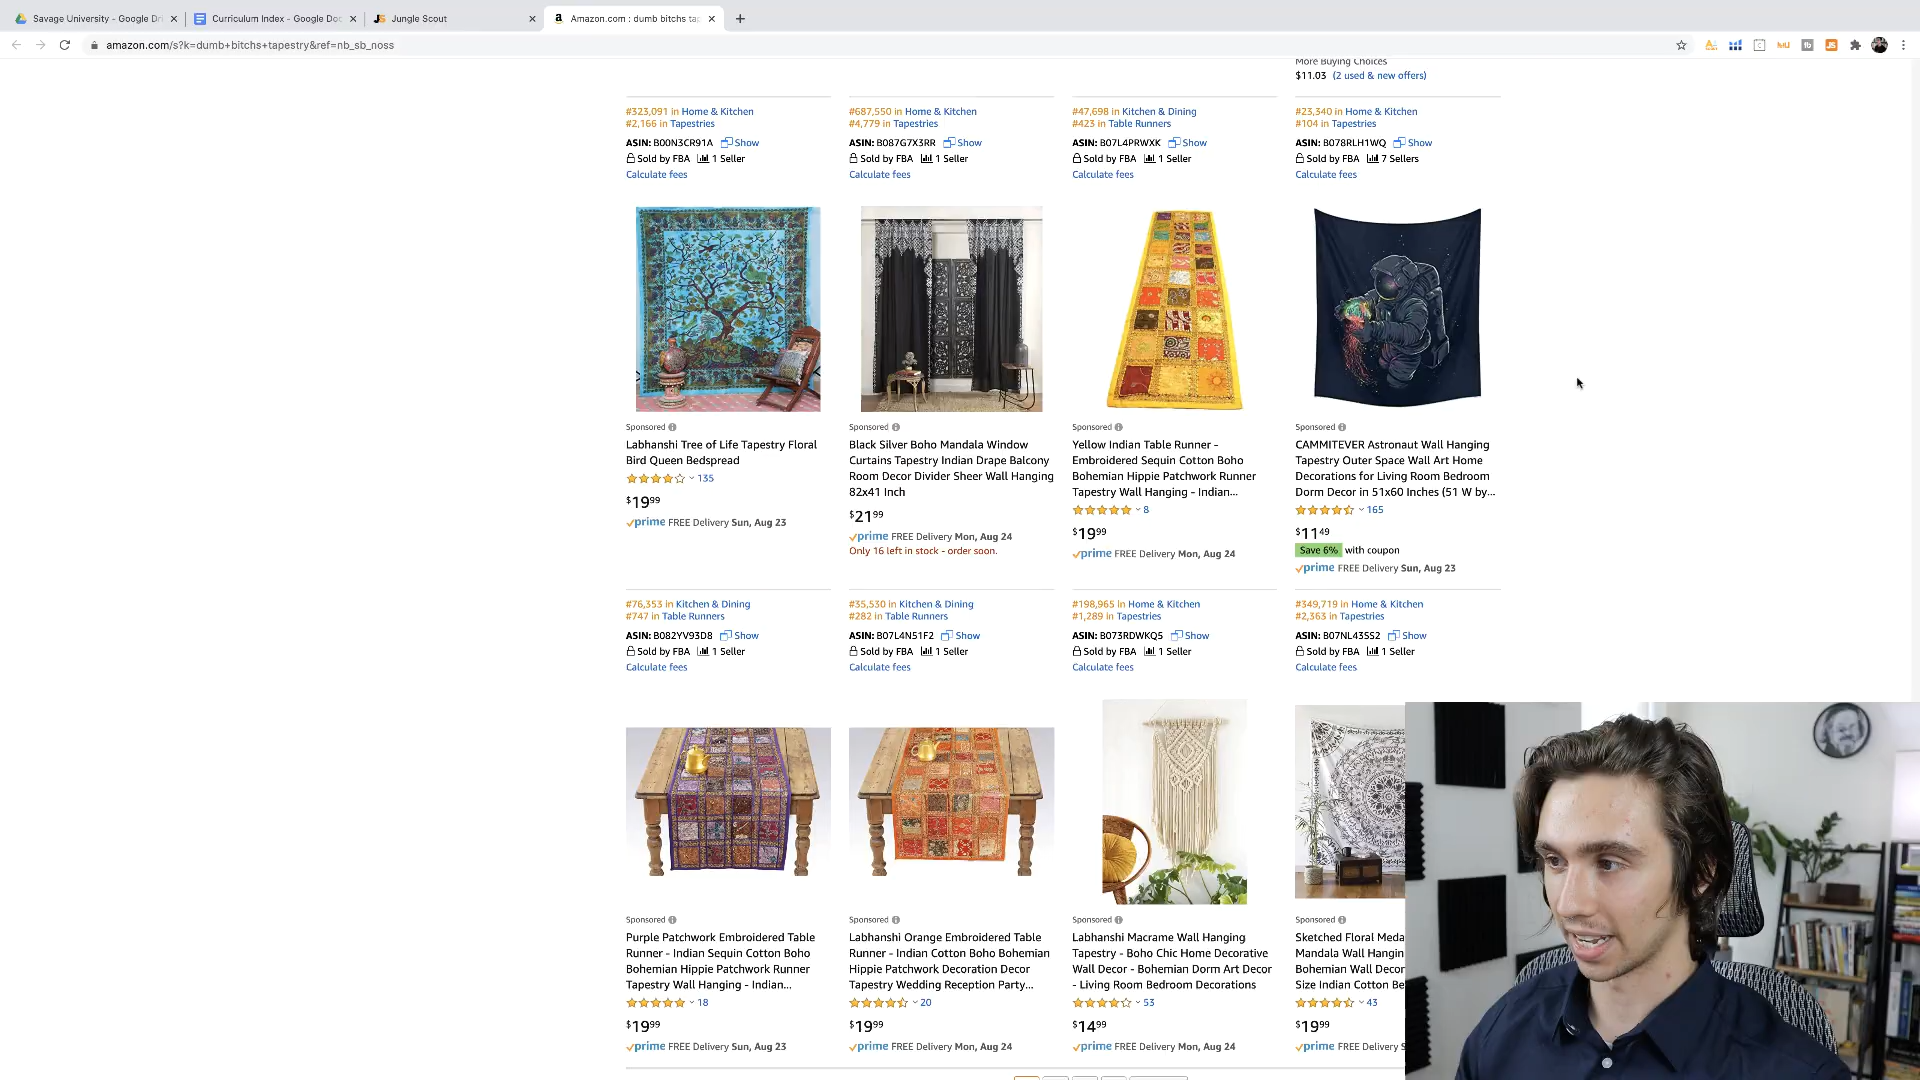 Savage University - Google Dri
Curriculum Index - Google Doc
Jungle Scout
Amazon.com : dumb bitchs tap
amazon.com/s?k=dumb+bitchs+tapestry&ref=nb_sb_noss
More Buying Choices
$11.03 (2 used & new offers)
#323,091 in Home & Kitchen
#2,166 in Tapestries
ASIN: B00N3CR91A Show
Sold by FBA 1 Seller
Calculate fees
#687,550 in Home & Kitchen
#4,779 in Tapestries
ASIN: B087G7X3RR Show
Sold by FBA 1 Seller
Calculate fees
#47,698 in Kitchen & Dining
#423 in Table Runners
ASIN: B07L4PRWXK Show
Sold by FBA 1 Seller
Calculate fees
#23,340 in Home & Kitchen
#104 in Tapestries
ASIN: B078RLH1WQ Show
Sold by FBA 7 Sellers
Calculate fees
Sponsored
Labhanshi Tree of Life Tapestry Floral
Bird Queen Bedspread
135
$19.99
prime FREE Delivery Sun, Aug 23
Sponsored
Black Silver Boho Mandala Window
Curtains Tapestry Indian Drape Balcony
Room Decor Divider Sheer Wall Hanging
82x41 Inch
$21.99
prime FREE Delivery Mon, Aug 24
Only 16 left in stock - order soon.
Sponsored
Yellow Indian Table Runner -
Embroidered Sequin Cotton Boho
Bohemian Hippie Patchwork Runner
Tapestry Wall Hanging - Indian...
8
$19.99
prime FREE Delivery Mon, Aug 24
Sponsored
CAMMITEVER Astronaut Wall Hanging
Tapestry Outer Space Wall Art Home
Decorations for Living Room Bedroom
Dorm Decor in 51x60 Inches (51 W by...
165
$11.49
Save 6% with coupon
prime FREE Delivery Sun, Aug 23
#76,353 in Kitchen & Dining
#747 in Table Runners
ASIN: B082YV93D8 Show
Sold by FBA 1 Seller
Calculate fees
#35,530 in Kitchen & Dining
#282 in Table Runners
ASIN: B07L4N51F2 Show
Sold by FBA 1 Seller
Calculate fees
#198,965 in Home & Kitchen
#1,289 in Tapestries
ASIN: B073RDWKQ5 Show
Sold by FBA 1 Seller
Calculate fees
#349,719 in Home & Kitchen
#2,363 in Tapestries
ASIN: B07NL435S2 Show
Sold by FBA 1 Seller
Calculate fees
Sponsored
Purple Patchwork Embroidered Table
Runner - Indian Sequin Cotton Boho
Bohemian Hippie Patchwork Runner
Tapestry Wall Hanging - Indian...
18
$19.99
prime FREE Delivery Sun, Aug 23
Sponsored
Labhanshi Orange Embroidered Table
Runner - Indian Cotton Boho Bohemian
Hippie Patchwork Decoration Decor
Tapestry Wedding Reception Party...
20
$19.99
prime FREE Delivery Mon, Aug 24
Sponsored
Labhanshi Macrame Wall Hanging
Tapestry - Boho Chic Home Decorative
Wall Decor - Bohemian Dorm Art Decor
- Living Room Bedroom Decorations
53
$14.99
prime FREE Delivery Mon, Aug 24
Sponsored
Sketched Floral Meda
Mandala Wall Hangin
Bohemian Wall Decor
Size Indian Cotton Be
43
$19.99
prime FREE Delivery S